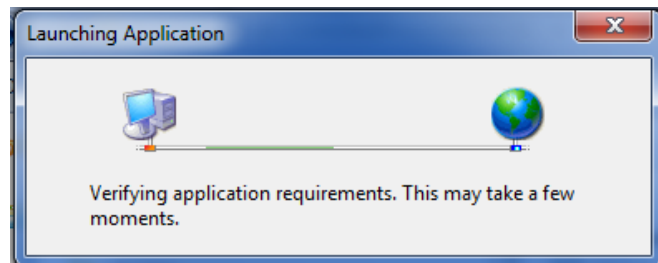 Launching Application
Verifying application requirements. This may take a few
moments.